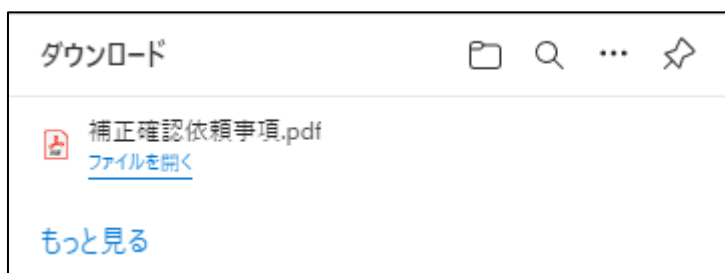 ダウンロード
補正確認依頼事項.pdf
ファイルを開く
もっと見る